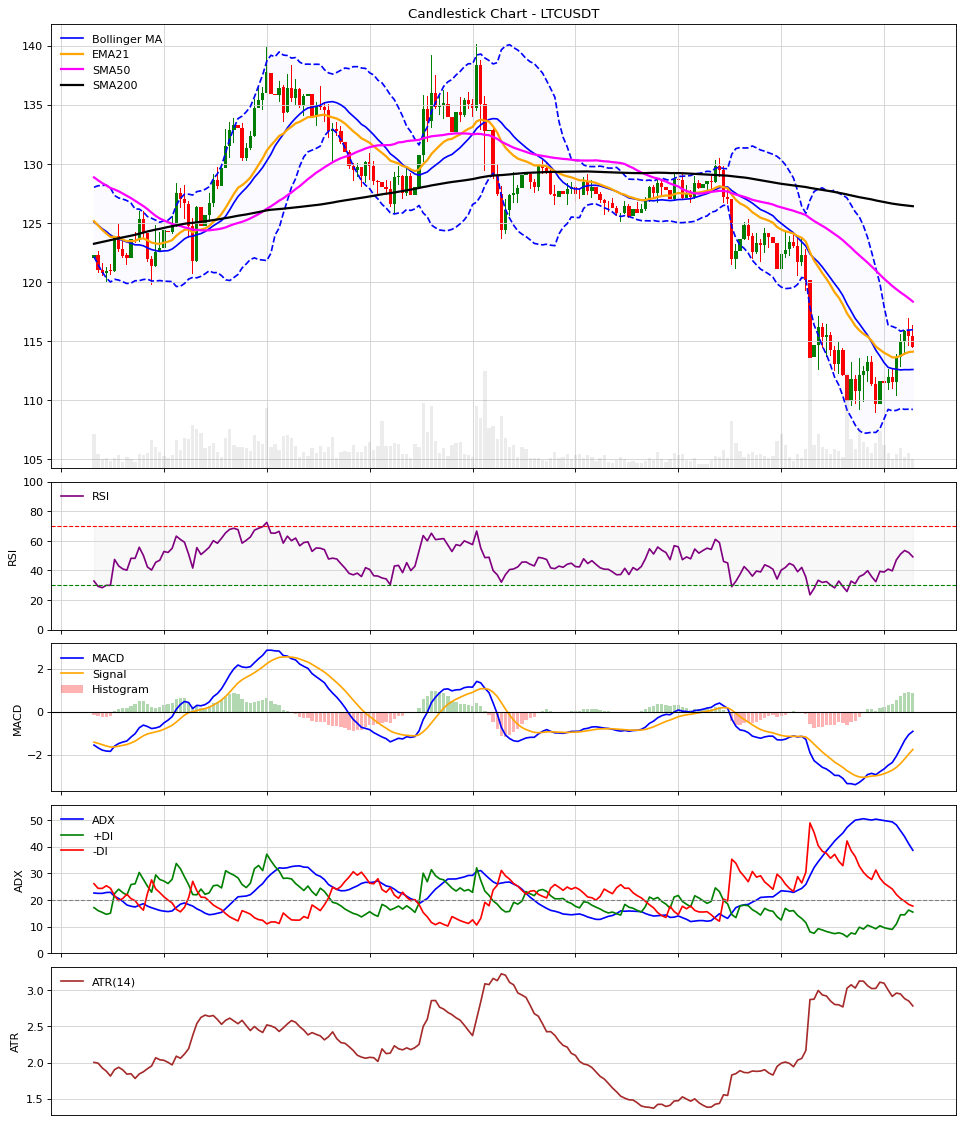 Candlestick Chart - LTCUSDT
Bollinger MA
EMA21
SMA50
SMA200
140
135
130
125
120
115
110
105
RSI
100
80
60
40
20
0
RSI
MACD
Signal
Histogram
2
0
−2
MACD
ADX
+DI
-DI
50
40
30
20
10
0
ADX
ATR(14)
3.0
2.5
2.0
1.5
ATR